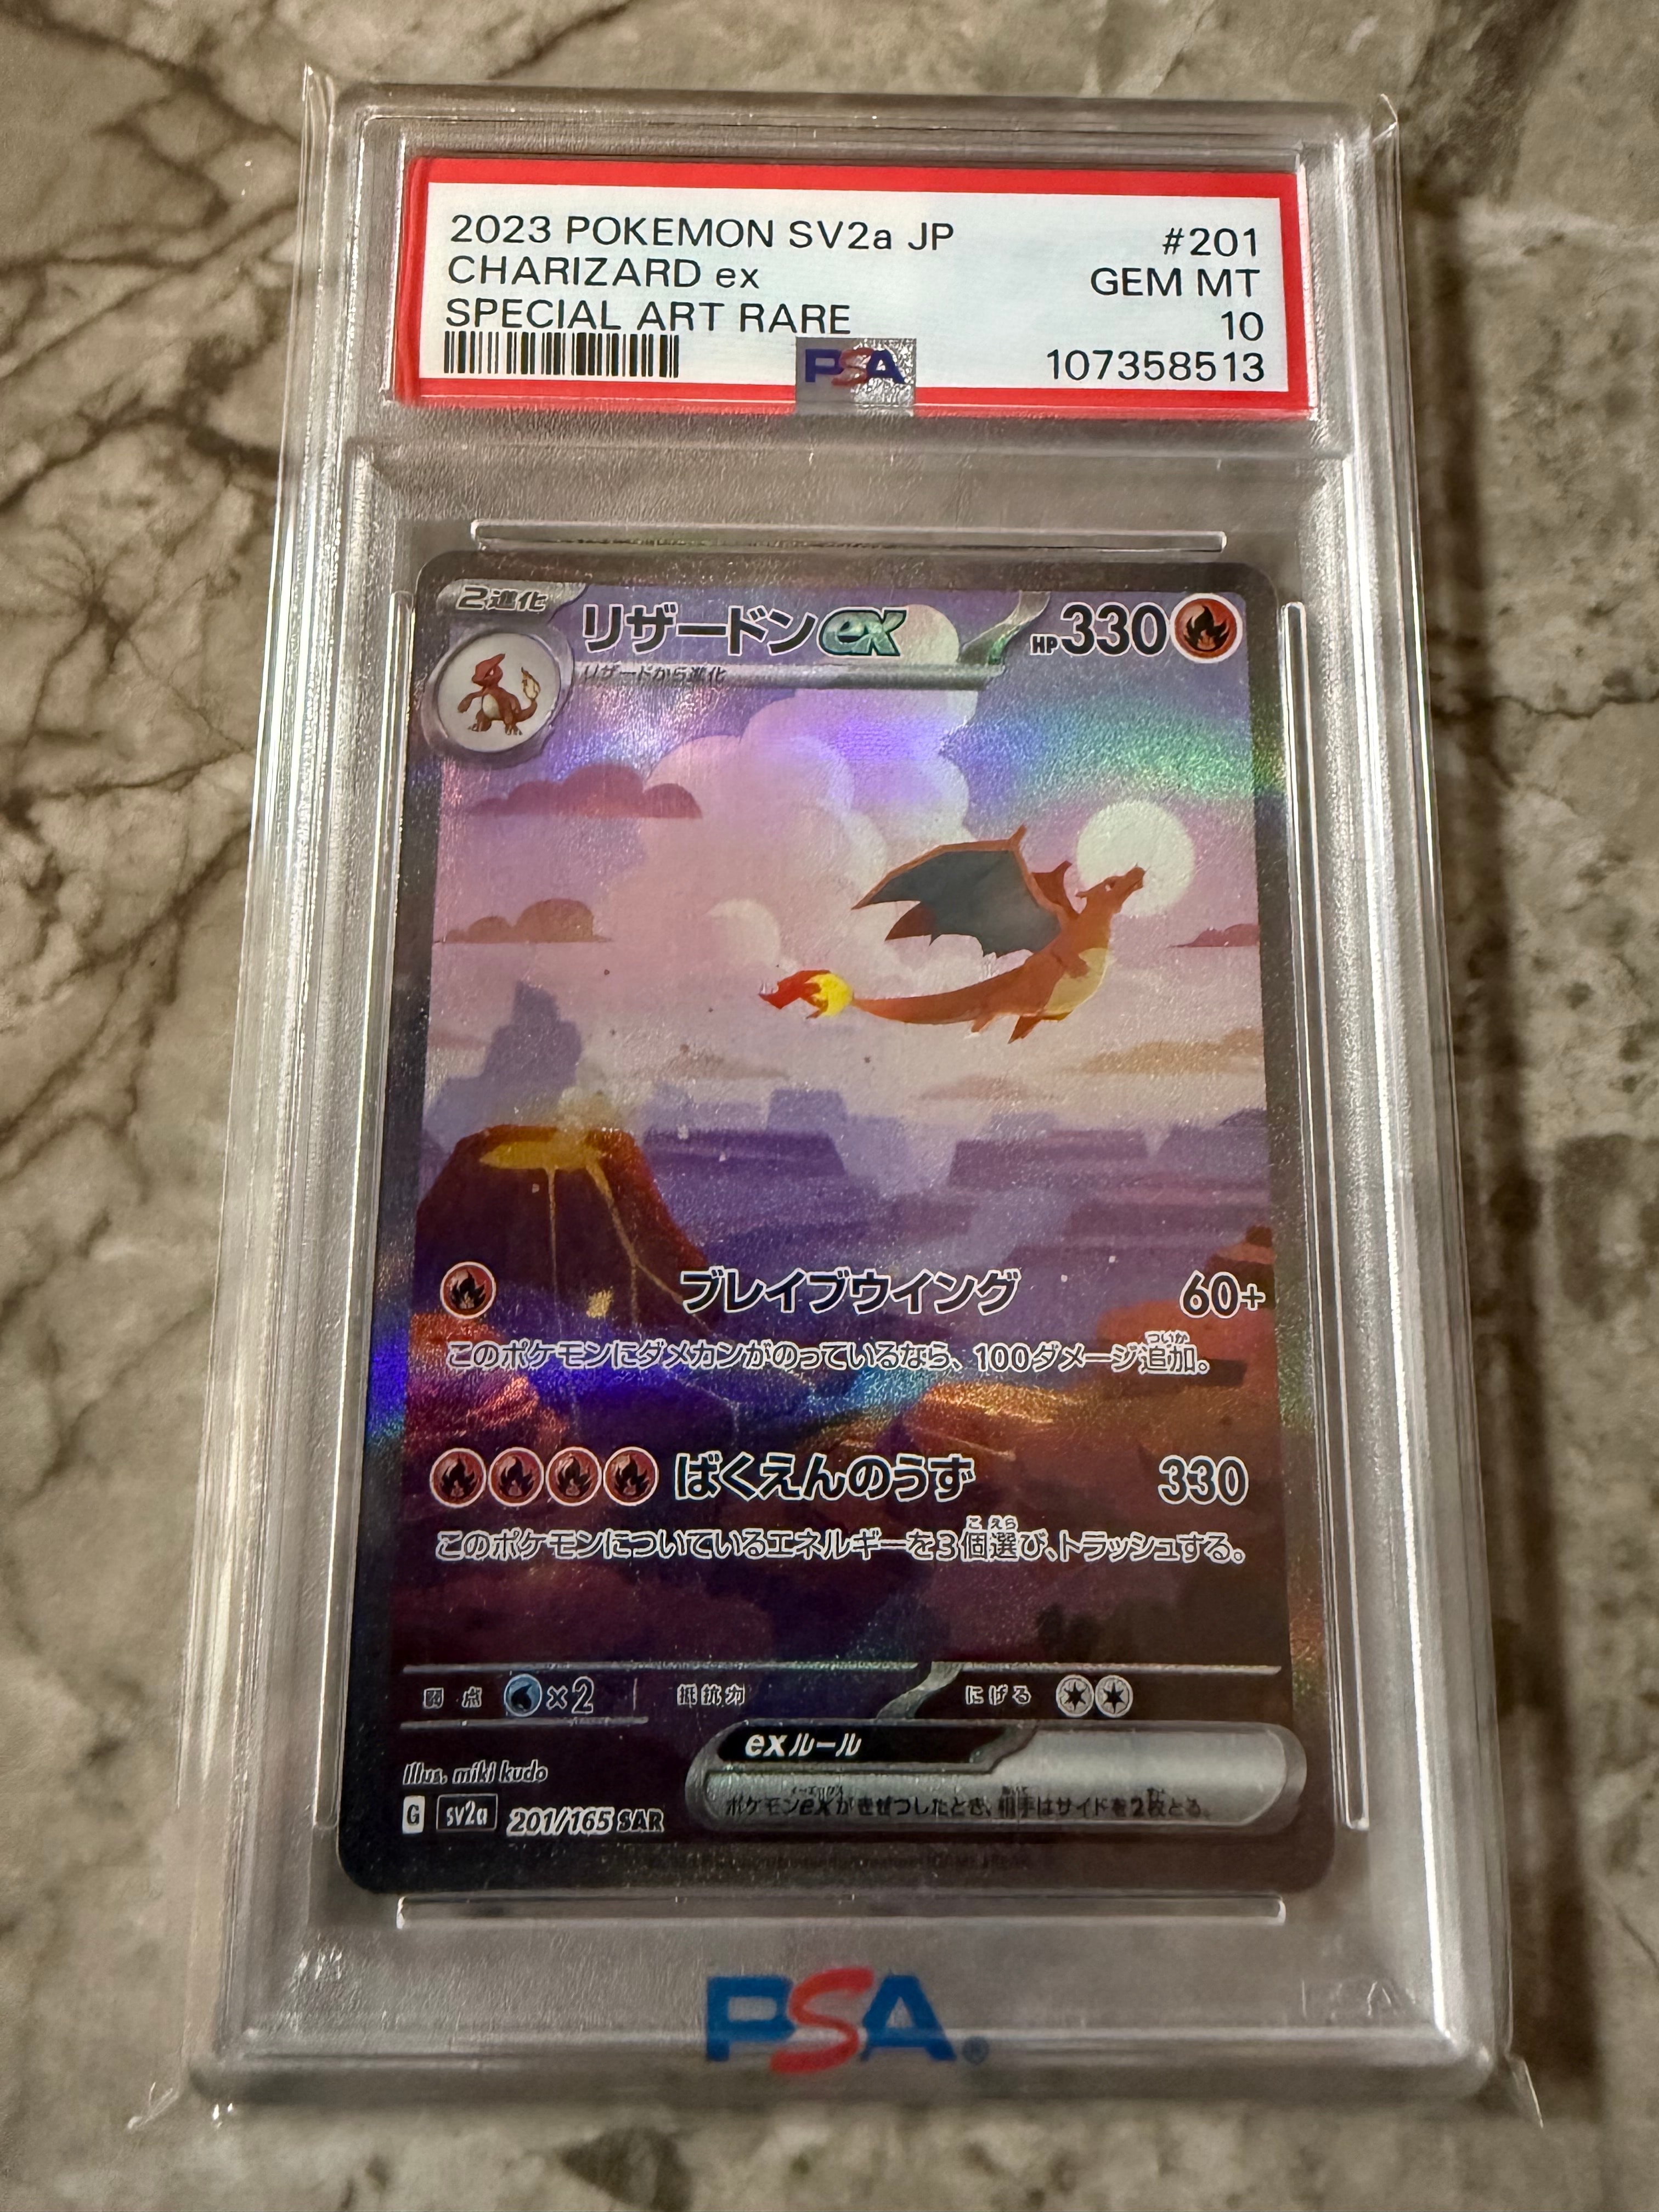 2023 POKEMON SV2a JP #201
CHARIZARD ex GEM MT
SPECIAL ART RARE 10
PSA 107358513
2進化 リザードンex HP330
リザードから進化
ブレイブウイング 60+
このポケモンにダメカンがのっているなら、100ダメージ追加。
ついか
ばくえんのうず 330
このポケモンについているエネルギーを3個選び、トラッシュする。
こ えら
弱点 ×2 抵抗力 にげる
exルール
ポケモンexがきぜつしたとき、相手はサイドを2枚とる。
Illus. miki kudo
G sv2a 201/165 SAR
PSA®